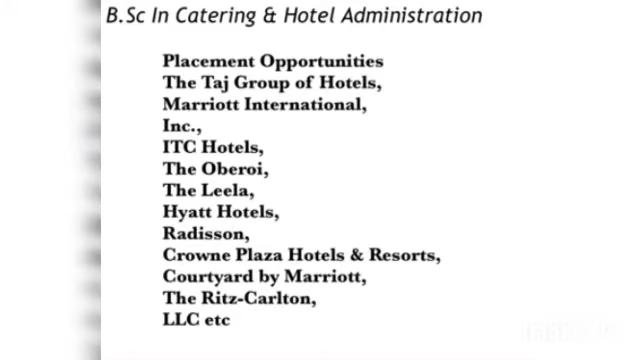 B.Sc In Catering & Hotel Administration
Placement Opportunities
The Taj Group of Hotels,
Marriott International,
Inc.,
ITC Hotels,
The Oberoi,
The Leela,
Hyatt Hotels,
Radisson,
Crowne Plaza Hotels & Resorts,
Courtyard by Marriott,
The Ritz-Carlton,
LLC etc